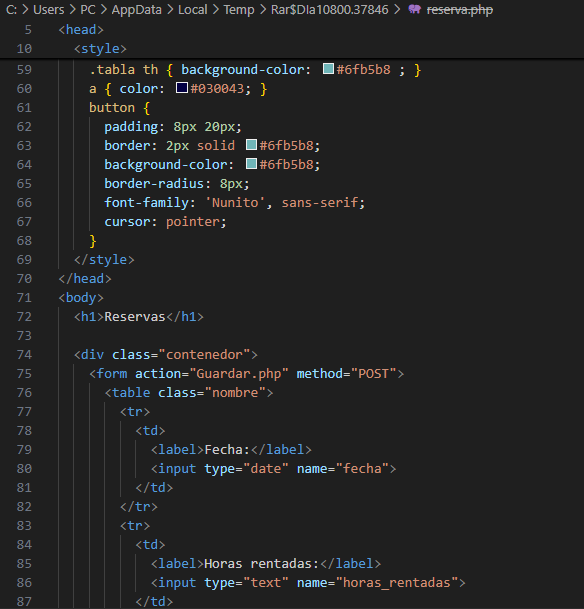 C: > Users > PC > AppData > Local > Temp > Rar$DIa10800.37846 > reserva.php
5 <head>
10 <style>
59 .tabla th { background-color: #6fb5b8 ; }
60 a { color: #030043; }
61 button {
62 padding: 8px 20px;
63 border: 2px solid #6fb5b8;
64 background-color: #6fb5b8;
65 border-radius: 8px;
66 font-family: 'Nunito', sans-serif;
67 cursor: pointer;
68 }
69 </style>
70 </head>
71 <body>
72 <h1>Reservas</h1>
73
74 <div class="contenedor">
75 <form action="Guardar.php" method="POST">
76 <table class="nombre">
77 <tr>
78 <td>
79 <label>Fecha:</label>
80 <input type="date" name="fecha">
81 </td>
82 </tr>
83 <tr>
84 <td>
85 <label>Horas rentadas:</label>
86 <input type="text" name="horas_rentadas">
87 </td>